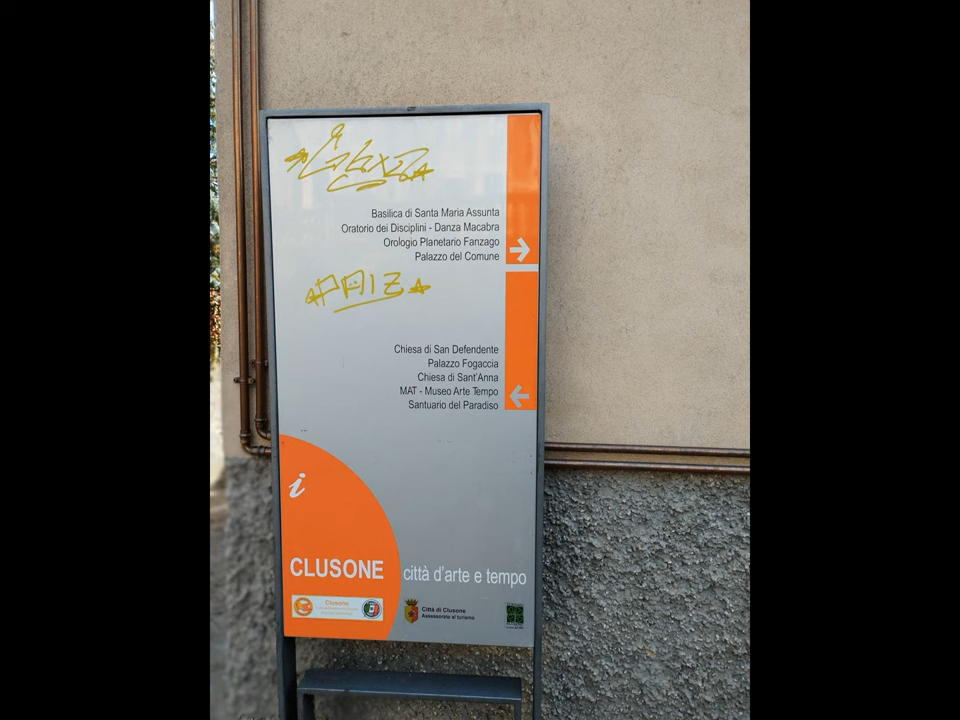 Basilica di Santa Maria Assunta
Oratorio dei Disciplini - Danza Macabra
Orologio Planetario Fanzago
Palazzo del Comune
Chiesa di San Defendente
Palazzo Fogaccia
Chiesa di Sant'Anna
MAT - Museo Arte Tempo
Santuario del Paradiso
i
CLUSONE città d'arte e tempo
Clusone
Città di Clusone
Assessorato al turismo